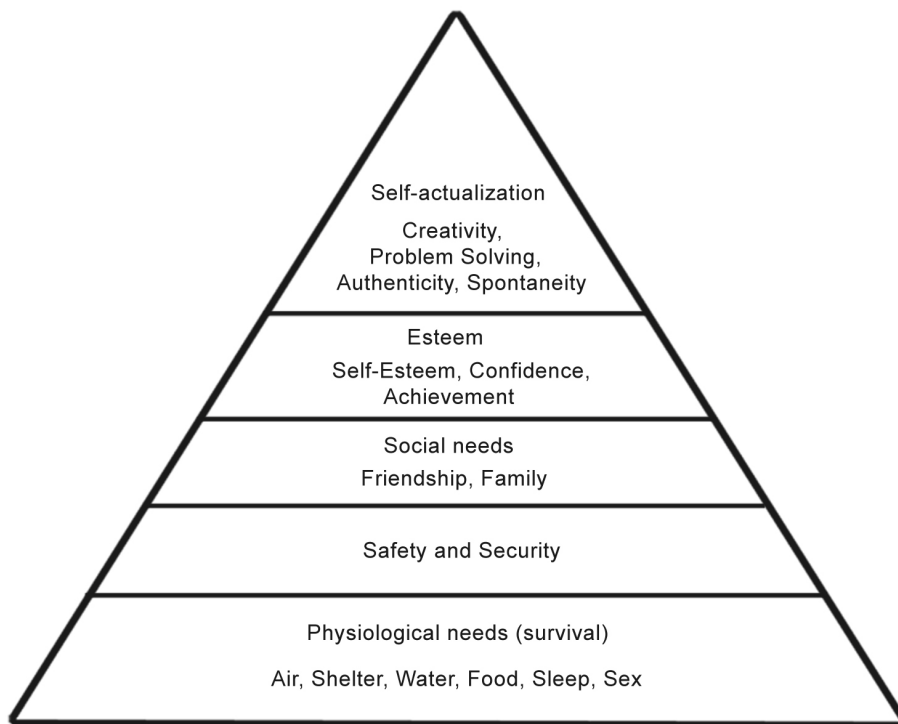 Self-actualization
Creativity,
Problem Solving,
Authenticity, Spontaneity
Esteem
Self-Esteem, Confidence,
Achievement
Social needs
Friendship, Family
Safety and Security
Physiological needs (survival)
Air, Shelter, Water, Food, Sleep, Sex